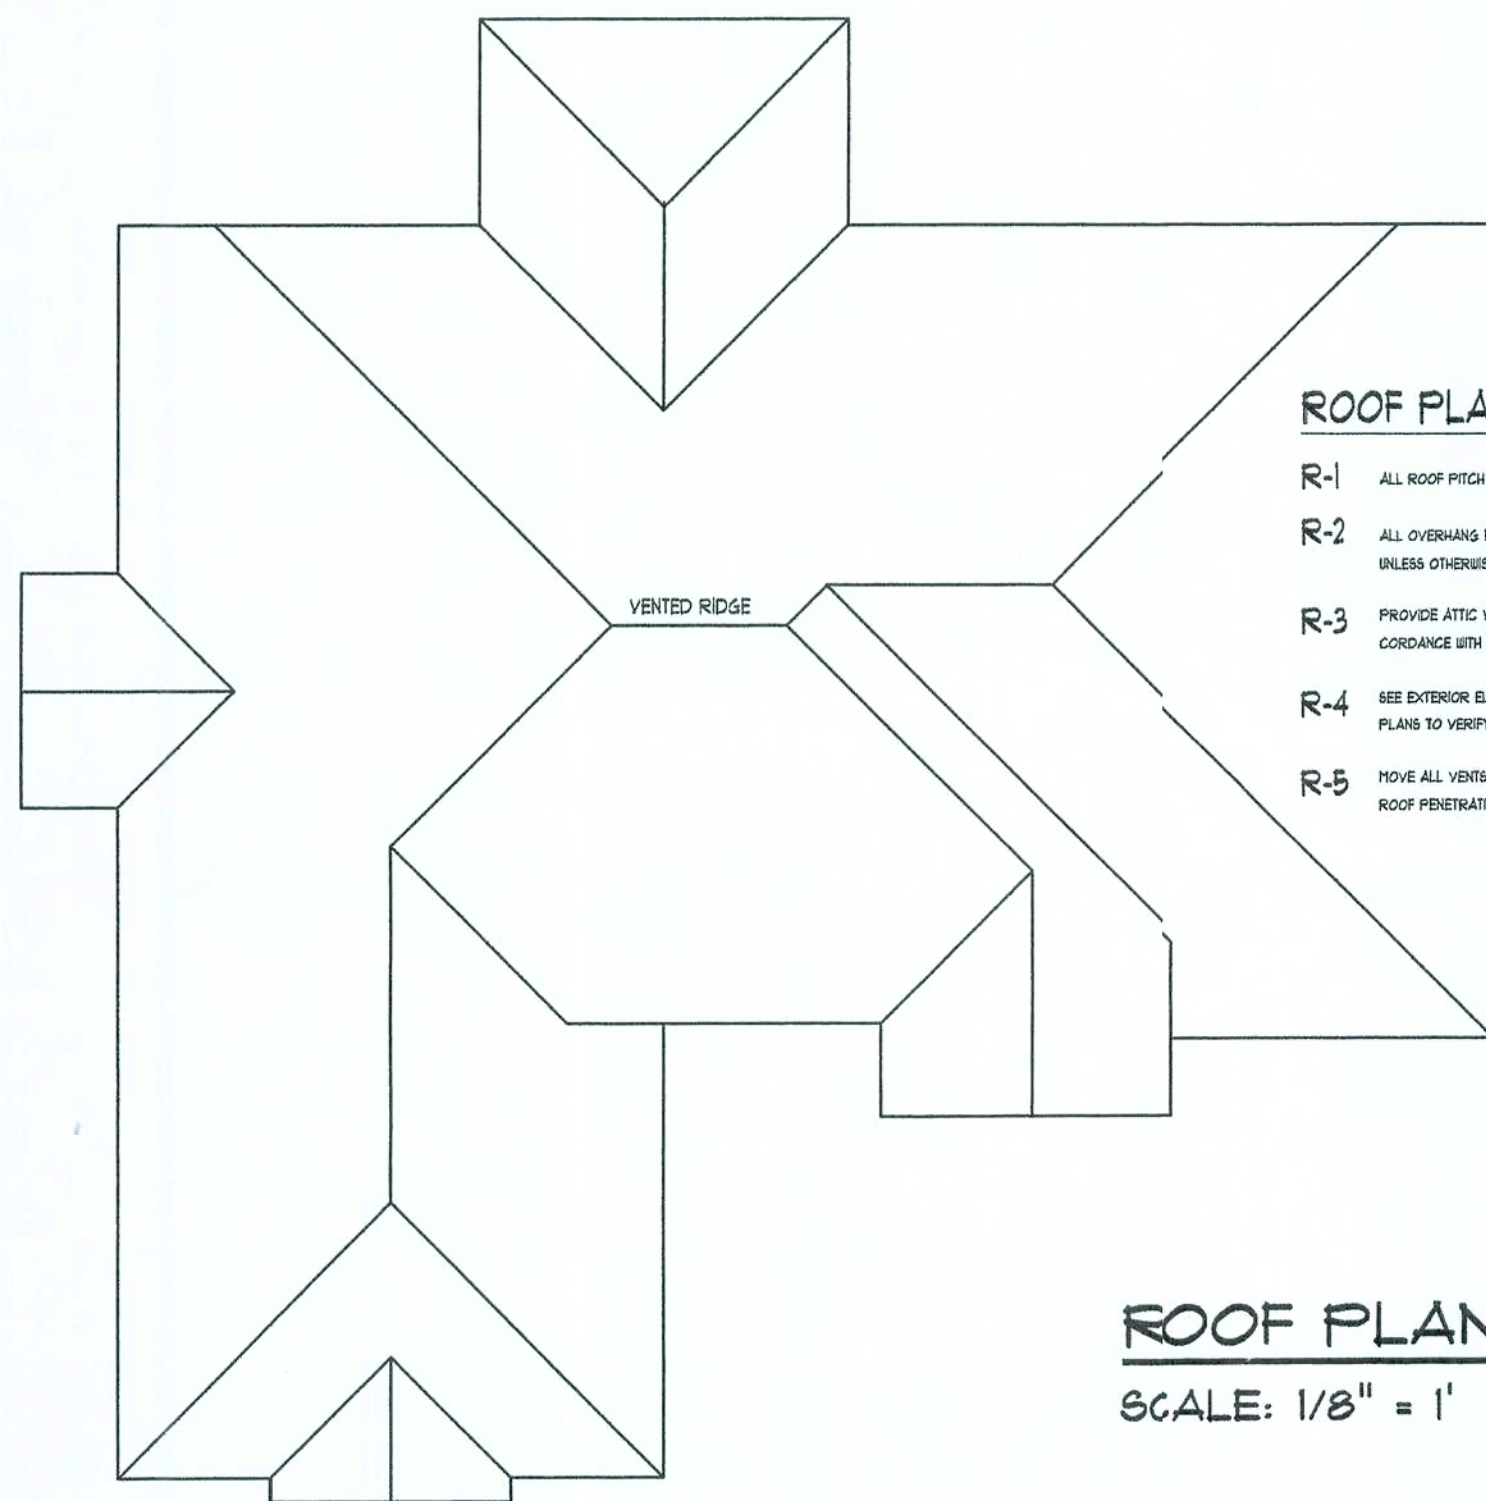 VENTED RIDGE
ROOF PLA
R-1 ALL ROOF PITCH
R-2 ALL OVERHANG
UNLESS OTHERWIS
R-3 PROVIDE ATTIC
CORDANCE WITH
R-4 SEE EXTERIOR EL
PLANS TO VERIFY
R-5 MOVE ALL VENTS
ROOF PENETRATI
ROOF PLAN
SCALE: 1/8" = 1'